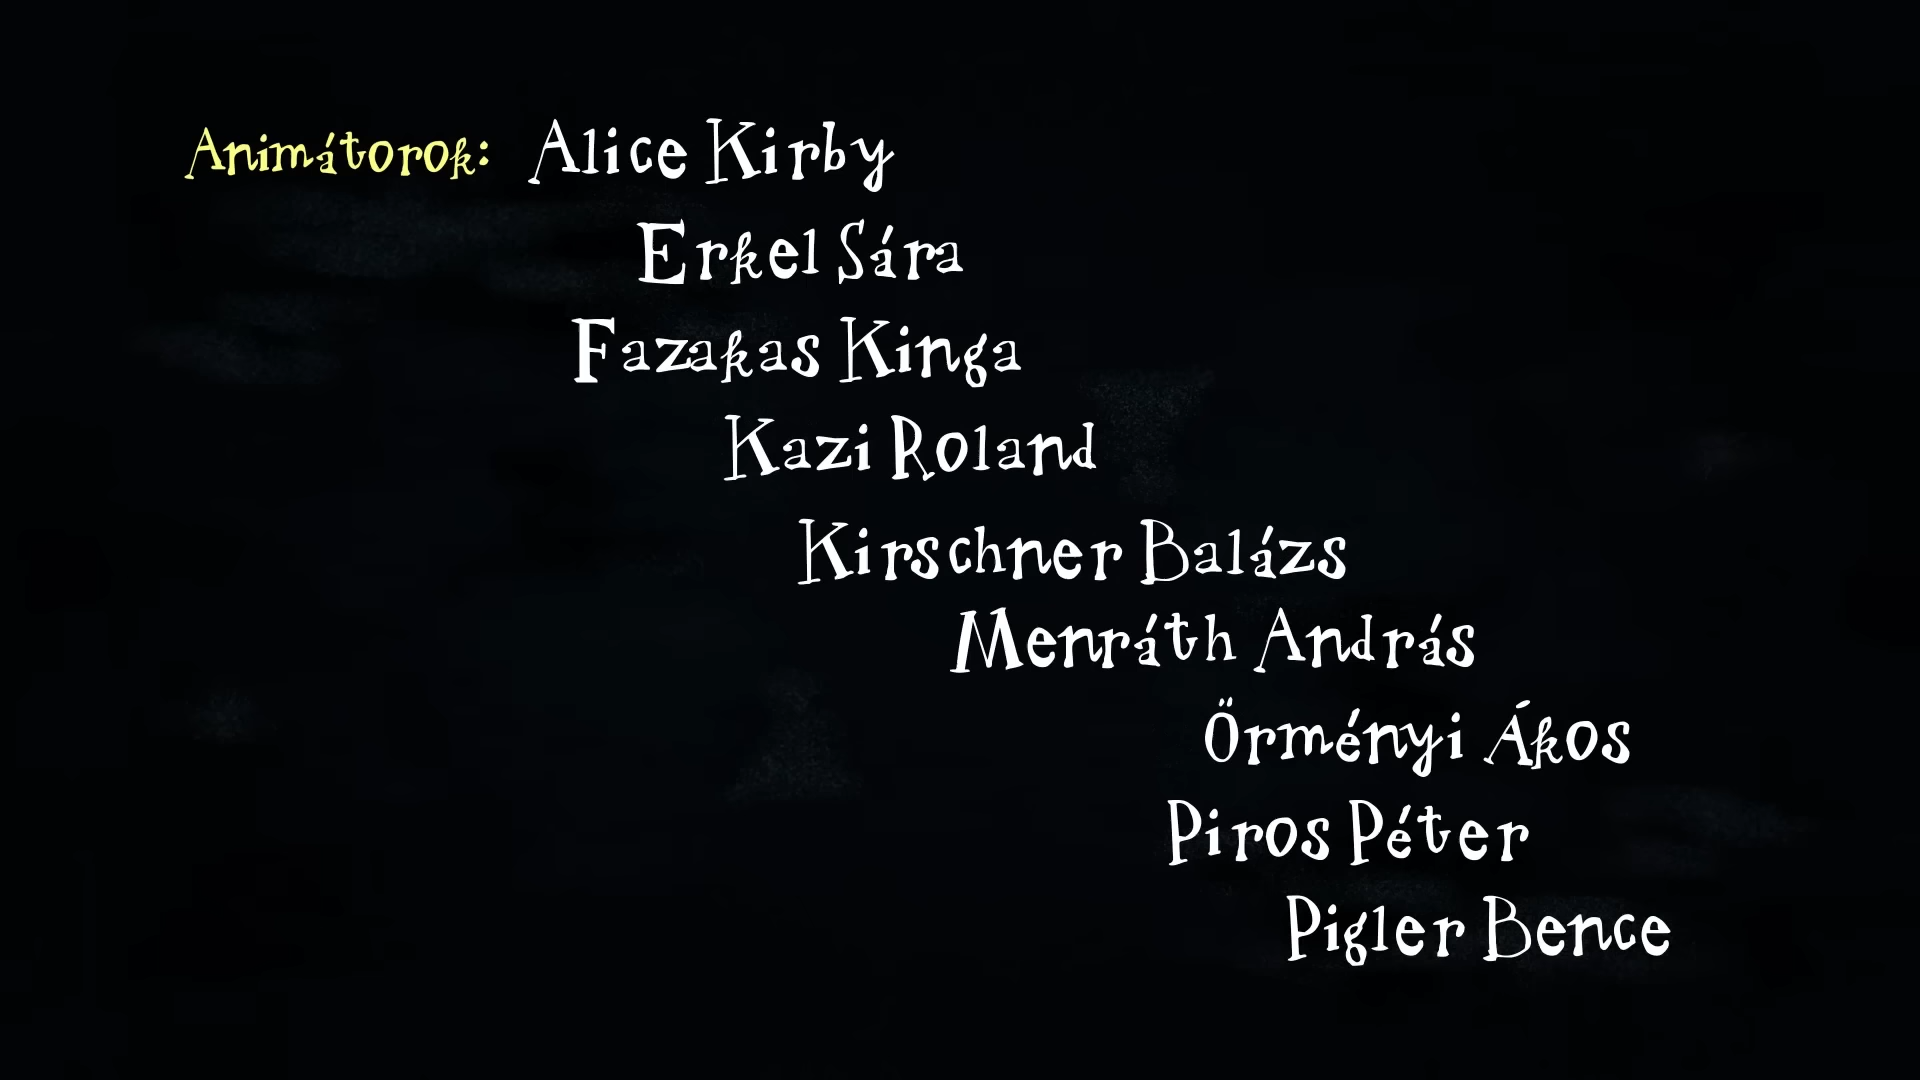 Animátorok: Alice Kirby
Erkel Sára
Fazakas Kinga
Kazi Roland
Kirschner Balázs
Menráth András
Örményi Ákos
Piros Péter
Pigler Bence